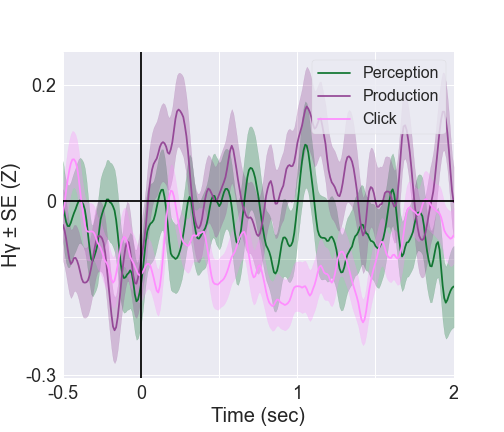 Perception
Production
Click
0.2
0
-0.3
Hγ ± SE (Z)
-0.5
0
1
2
Time (sec)